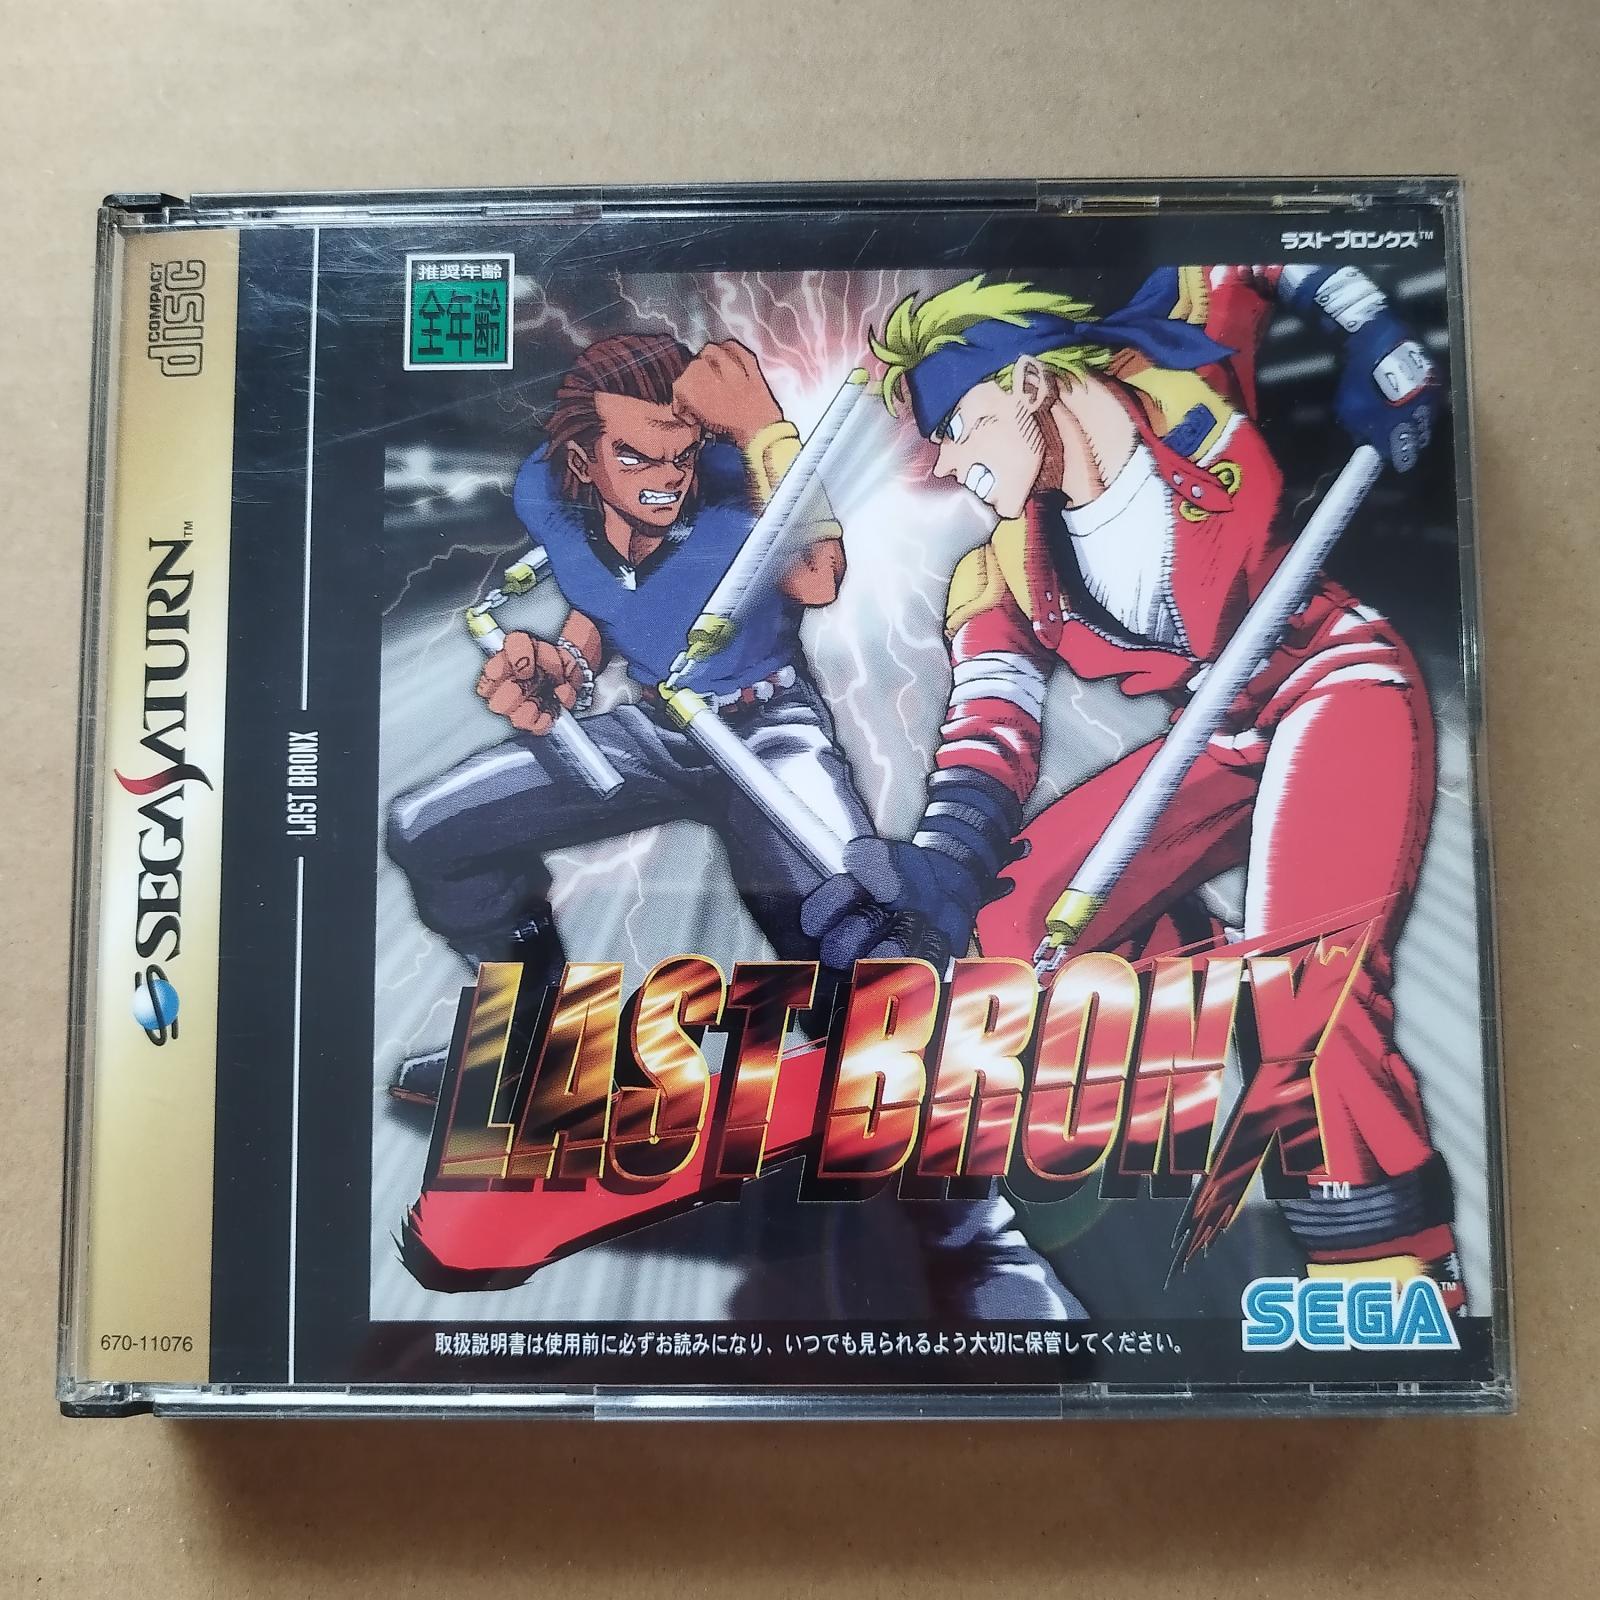 COMPACT
disc
SEGA SATURN™
670-11076
LAST BRONX
推奨年齢
全年齢
ラストブロンクス™
LAST BRONX™
SEGA™
取扱説明書は使用前に必ずお読みになり、いつでも見られるよう大切に保管してください。